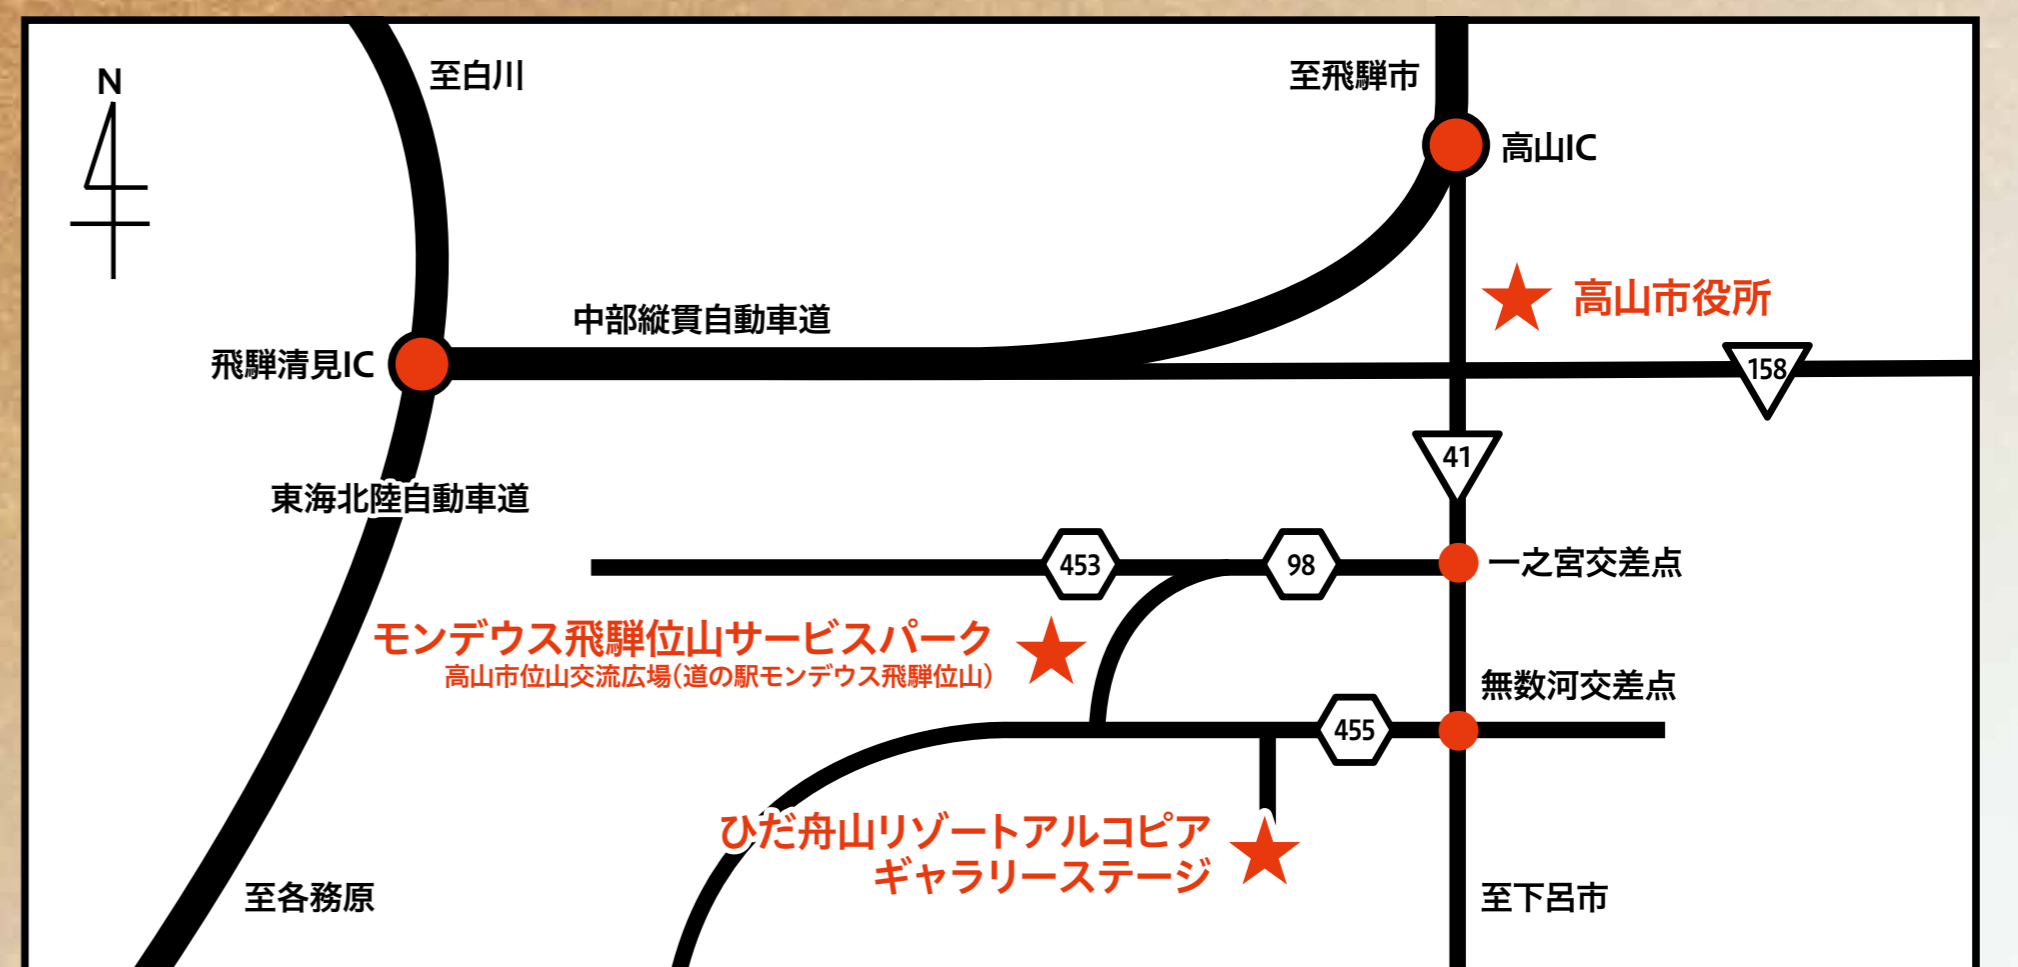 N
至白川
至飛騨市
高山IC
高山市役所
中部縦貫自動車道
飛騨清見IC
158
41
東海北陸自動車道
453
98
一之宮交差点
モンデウス飛騨位山サービスパーク
高山市位山交流広場(道の駅モンデウス飛騨位山)
無数河交差点
455
ひだ舟山リゾートアルコピア
ギャラリーステージ
至各務原
至下呂市